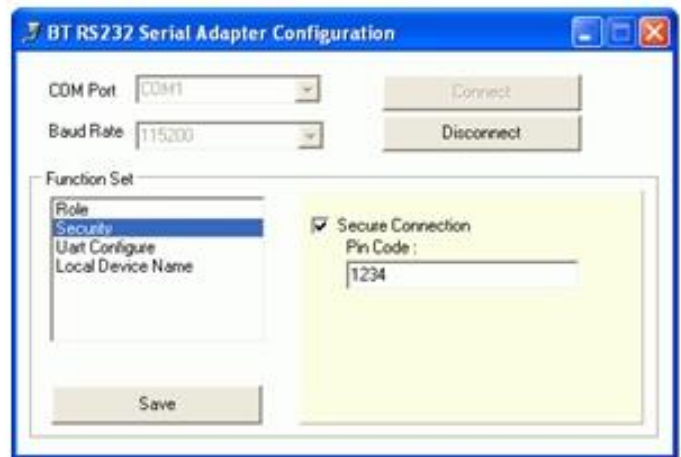 BT RS232 Serial Adapter Configuration
COM Port COM1 Connect
Baud Rate 115200 Disconnect
Function Set
Role
Security
Uart Configure
Local Device Name
Secure Connection
Pin Code :
1234
Save